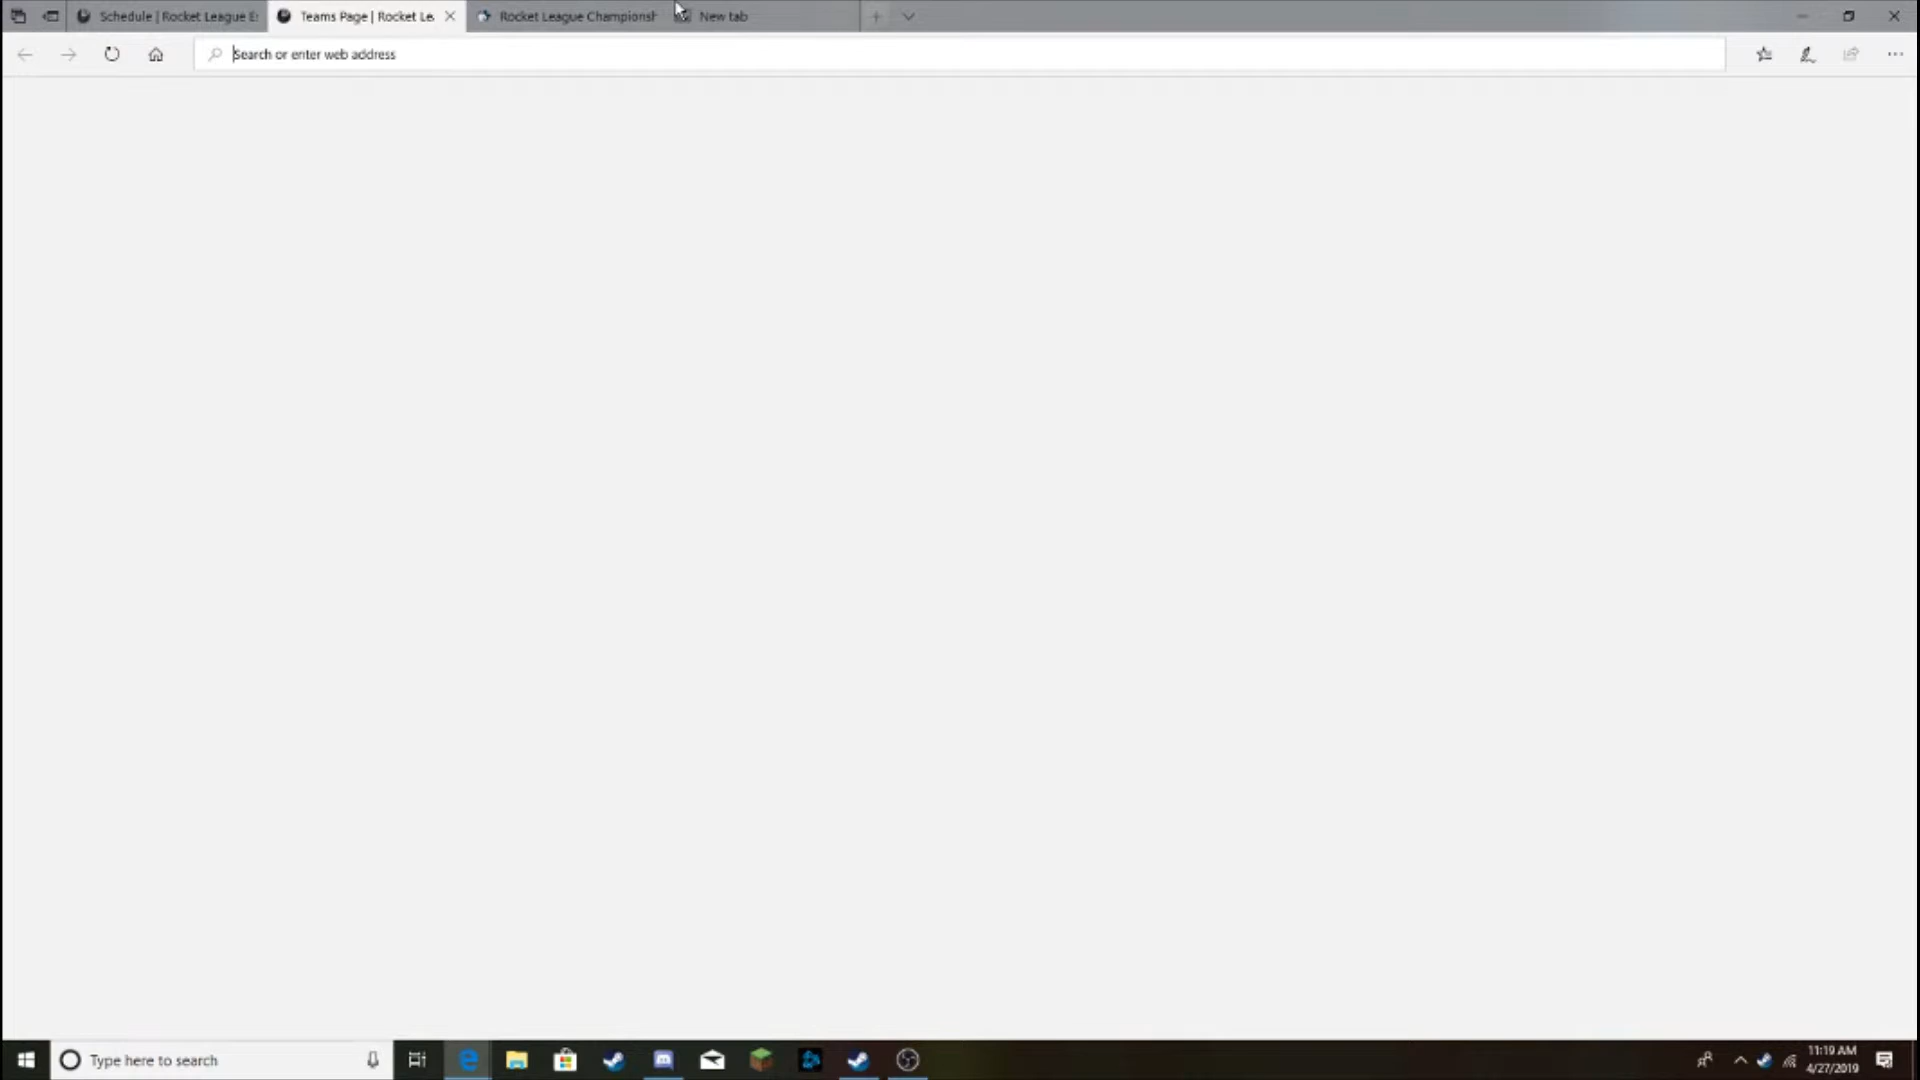 Schedule | Rocket League E
Teams Page | Rocket Le
Rocket League Champions
New tab
Search or enter web address
Type here to search
11:19 AM
4/27/2019